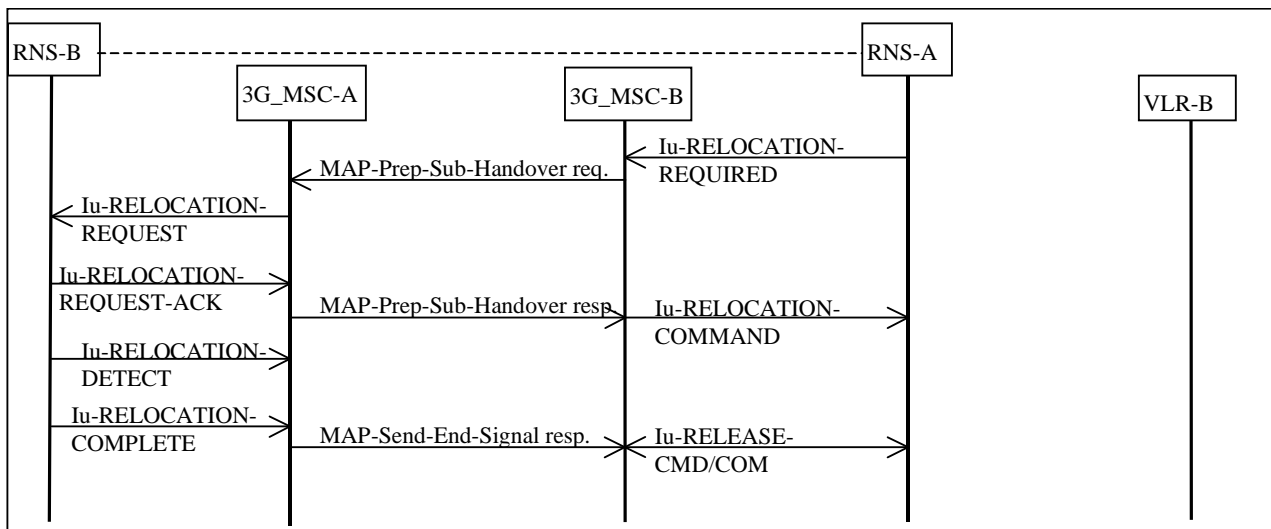 RNS-B
RNS-A
3G_MSC-A
3G_MSC-B
VLR-B
Iu-RELOCATION-
REQUIRED
MAP-Prep-Sub-Handover req.
Iu-RELOCATION-
REQUEST
Iu-RELOCATION-
REQUEST-ACK
MAP-Prep-Sub-Handover resp.
Iu-RELOCATION-
COMMAND
Iu-RELOCATION-
DETECT
Iu-RELOCATION-
COMPLETE
MAP-Send-End-Signal resp.
Iu-RELEASE-
CMD/COM